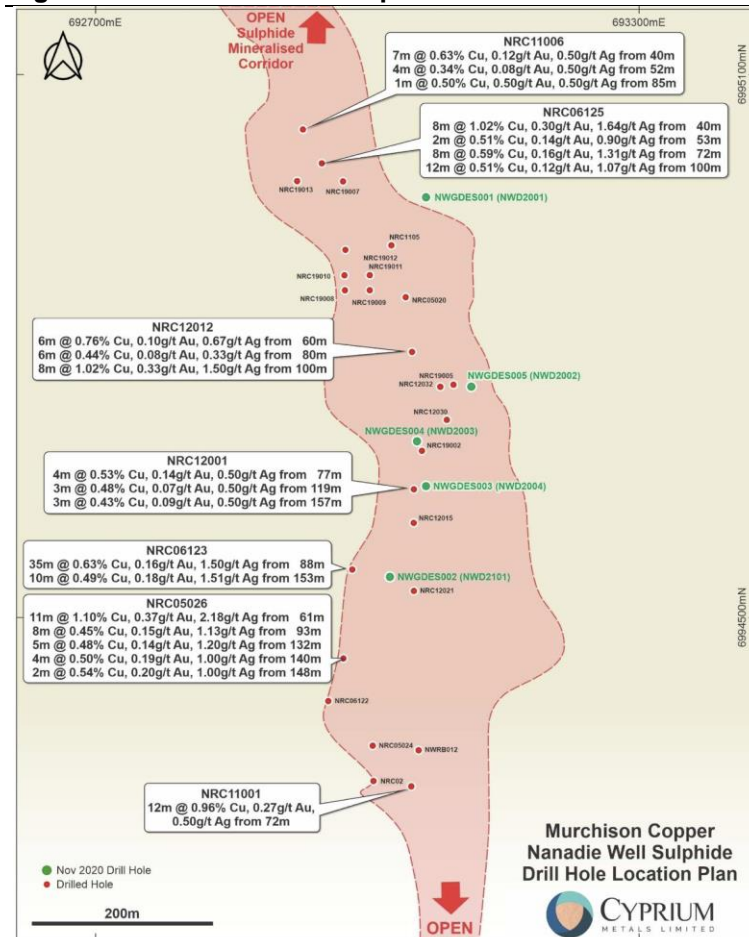 692700mE
693300mE
OPEN
Sulphide
Mineralised
Corridor
6995100mN
NRC11006
7m @ 0.63% Cu, 0.12g/t Au, 0.50g/t Ag from 40m
4m @ 0.34% Cu, 0.08g/t Au, 0.50g/t Ag from 52m
1m @ 0.50% Cu, 0.50g/t Au, 0.50g/t Ag from 85m
NRC06125
8m @ 1.02% Cu, 0.30g/t Au, 1.64g/t Ag from 40m
2m @ 0.51% Cu, 0.14g/t Au, 0.90g/t Ag from 53m
8m @ 0.59% Cu, 0.16g/t Au, 1.31g/t Ag from 72m
12m @ 0.51% Cu, 0.12g/t Au, 1.07g/t Ag from 100m
NRC19013
NRC19007
NWGDES001 (NWD2001)
NRC1105
NRC19012
NRC19011
NRC19010
NRC19008
NRC19009
NRC05020
NRC12012
6m @ 0.76% Cu, 0.10g/t Au, 0.67g/t Ag from 60m
6m @ 0.44% Cu, 0.08g/t Au, 0.33g/t Ag from 80m
8m @ 1.02% Cu, 0.33g/t Au, 1.50g/t Ag from 100m
NRC19005
NRC12032
NWGDES005 (NWD2002)
NRC12030
NWGDES004 (NWD2003)
NRC19002
NRC12001
4m @ 0.53% Cu, 0.14g/t Au, 0.50g/t Ag from 77m
3m @ 0.48% Cu, 0.07g/t Au, 0.50g/t Ag from 119m
3m @ 0.43% Cu, 0.09g/t Au, 0.50g/t Ag from 157m
NWGDES003 (NWD2004)
NRC12015
NRC06123
35m @ 0.63% Cu, 0.16g/t Au, 1.50g/t Ag from 88m
10m @ 0.49% Cu, 0.18g/t Au, 1.51g/t Ag from 153m
NWGDES002 (NWD2101)
NRC12021
6994500mN
NRC05026
11m @ 1.10% Cu, 0.37g/t Au, 2.18g/t Ag from 61m
8m @ 0.45% Cu, 0.15g/t Au, 1.13g/t Ag from 93m
5m @ 0.48% Cu, 0.14g/t Au, 1.20g/t Ag from 132m
4m @ 0.50% Cu, 0.19g/t Au, 1.00g/t Ag from 140m
2m @ 0.54% Cu, 0.20g/t Au, 1.00g/t Ag from 148m
NRC06122
NRC05024
NWRB012
NRC02
NRC11001
12m @ 0.96% Cu, 0.27g/t Au,
0.50g/t Ag from 72m
Nov 2020 Drill Hole
Drilled Hole
200m
OPEN
Murchison Copper
Nanadie Well Sulphide
Drill Hole Location Plan
CYPRIUM
METALS LIMITED